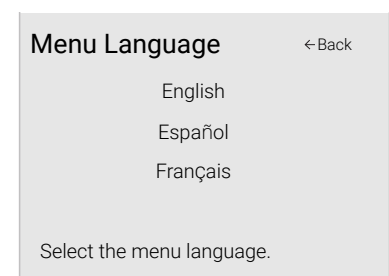 Menu Language ←Back
English
Español
Français
Select the menu language.